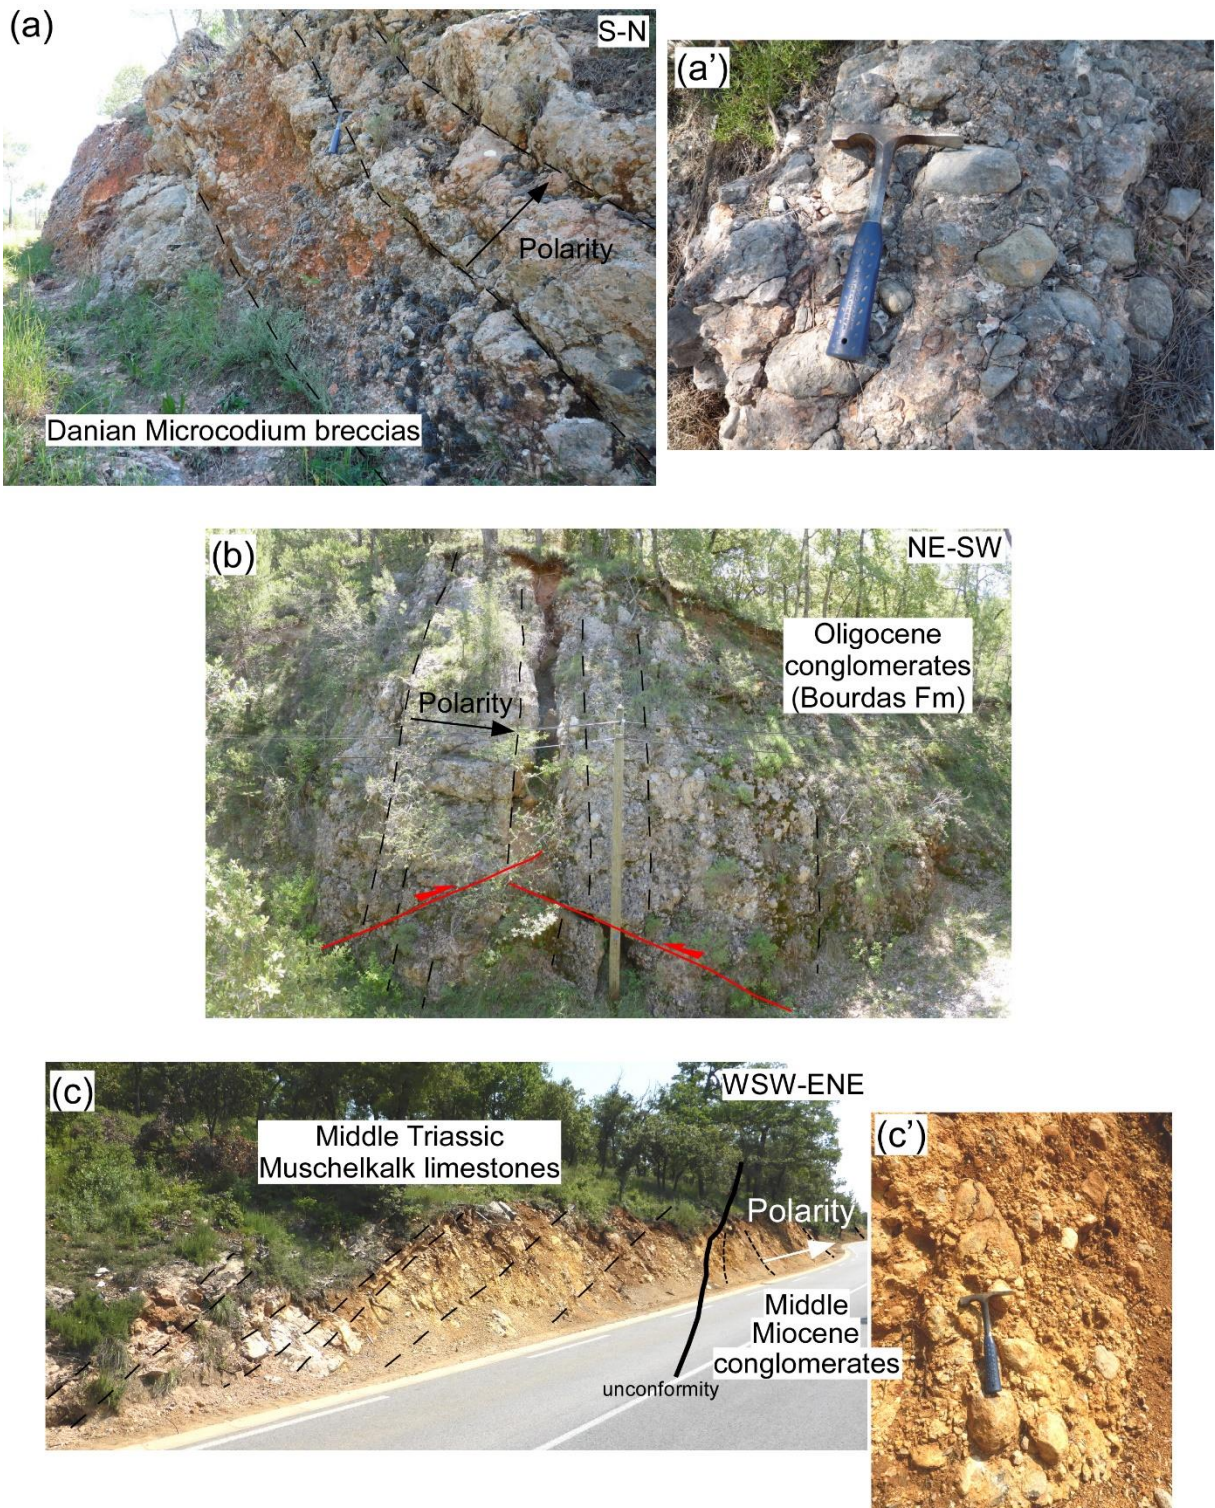 (a)
S-N
Polarity
Danian Microcodium breccias
(a')
(b)
NE-SW
Oligocene
conglomerates
(Bourdas Fm)
Polarity
(c)
WSW-ENE
Middle Triassic
Muschelkalk limestones
Polarity
Middle
Miocene
conglomerates
unconformity
(c')